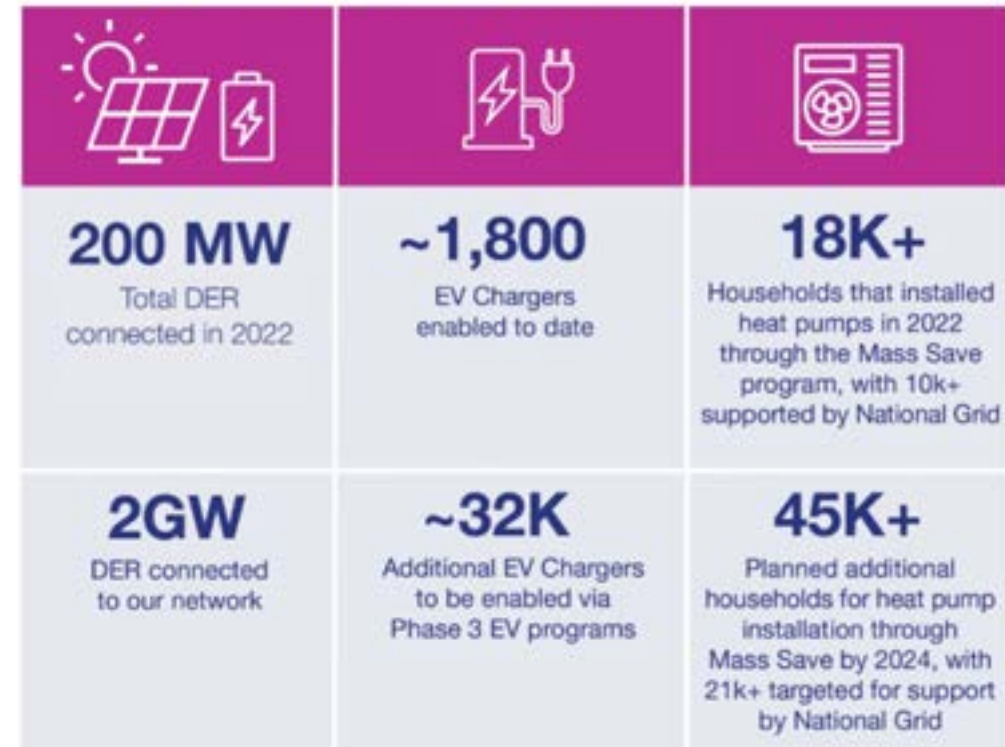 200 MW
Total DER
connected in 2022
~1,800
EV Chargers
enabled to date
18K+
Households that installed
heat pumps in 2022
through the Mass Save
program, with 10k+
supported by National Grid
2GW
DER connected
to our network
~32K
Additional EV Chargers
to be enabled via
Phase 3 EV programs
45K+
Planned additional
households for heat pump
installation through
Mass Save by 2024, with
21k+ targeted for support
by National Grid